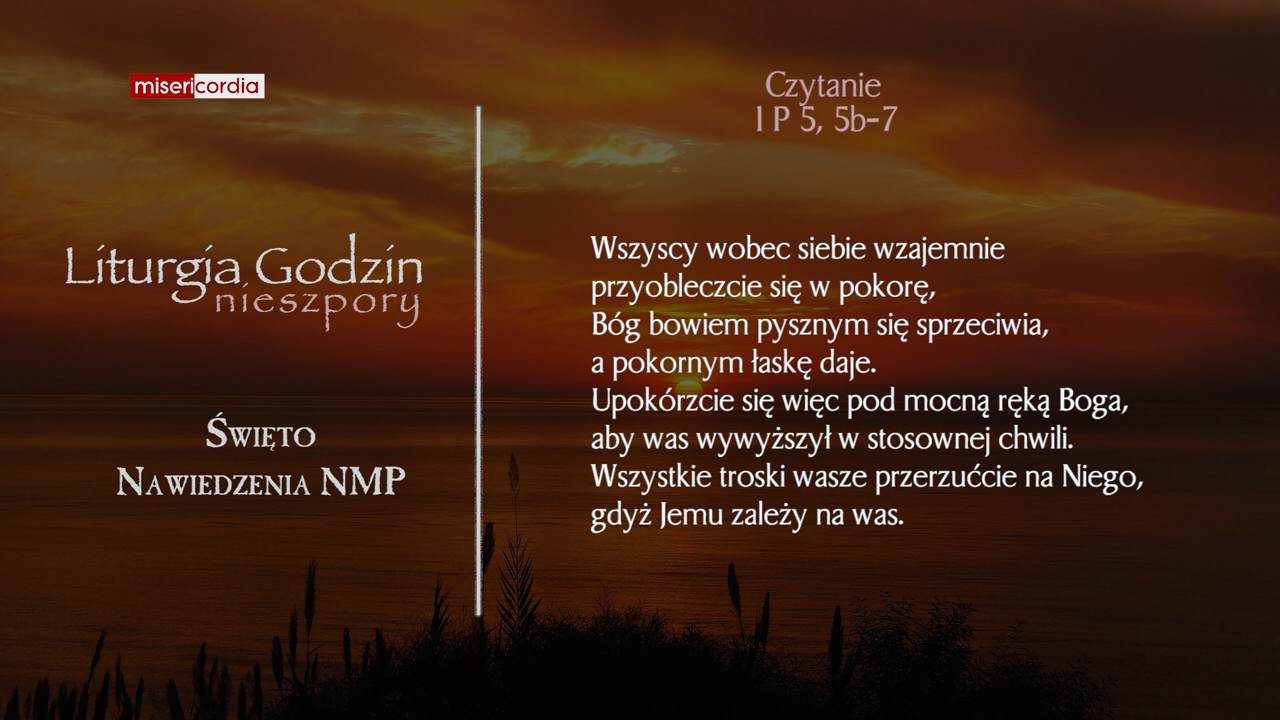 misericordia
Liturgia Godzin
nieszpory
Święto
Nawiedzenia NMP
Czytanie
1 P 5, 5b-7
Wszyscy wobec siebie wzajemnie
przyobleczcie się w pokorę,
Bóg bowiem pysznym się sprzeciwia,
a pokornym łaskę daje.
Upokórzcie się więc pod mocną ręką Boga,
aby was wywyższył w stosownej chwili.
Wszystkie troski wasze przerzućcie na Niego,
gdyż Jemu zależy na was.